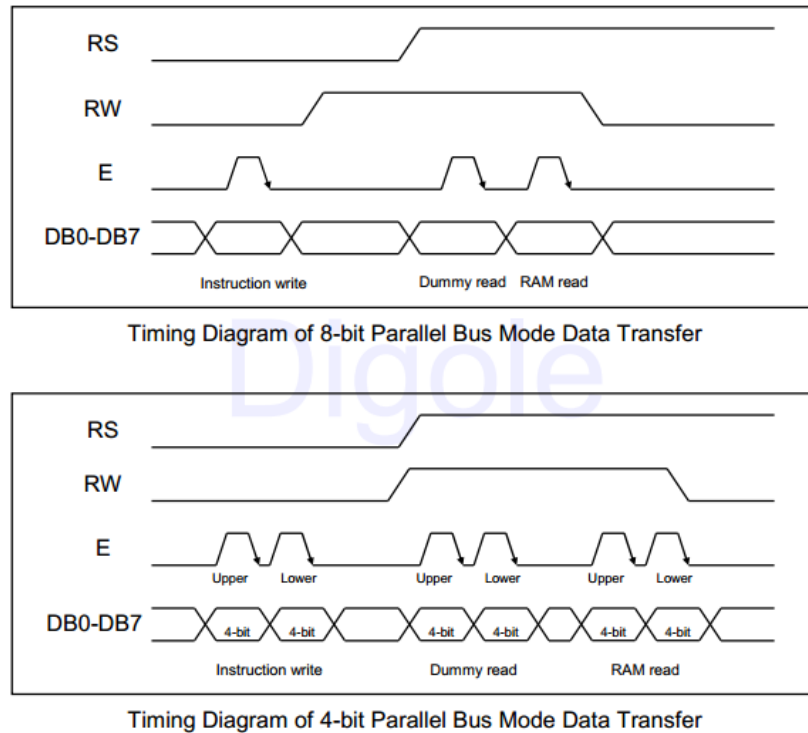 RS
RW
E
DB0-DB7
Instruction write Dummy read RAM read
Timing Diagram of 8-bit Parallel Bus Mode Data Transfer
Digole
RS
RW
E
Upper Lower Upper Lower Upper Lower
DB0-DB7 4-bit 4-bit 4-bit 4-bit 4-bit 4-bit
Instruction write Dummy read RAM read
Timing Diagram of 4-bit Parallel Bus Mode Data Transfer